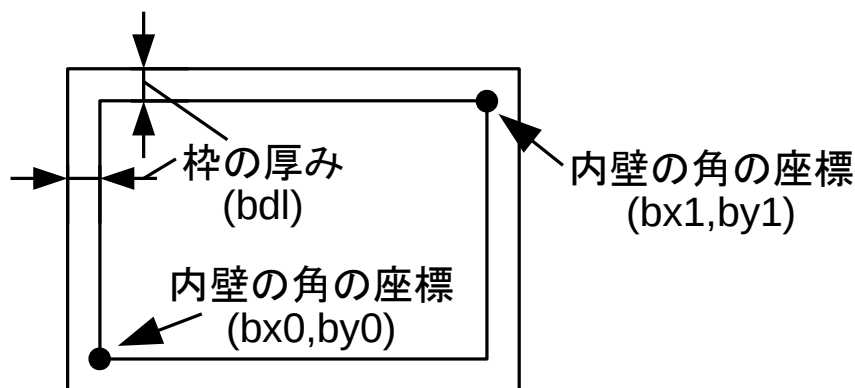 枠の厚み
(bdl)
内壁の角の座標
(bx1,by1)
内壁の角の座標
(bx0,by0)